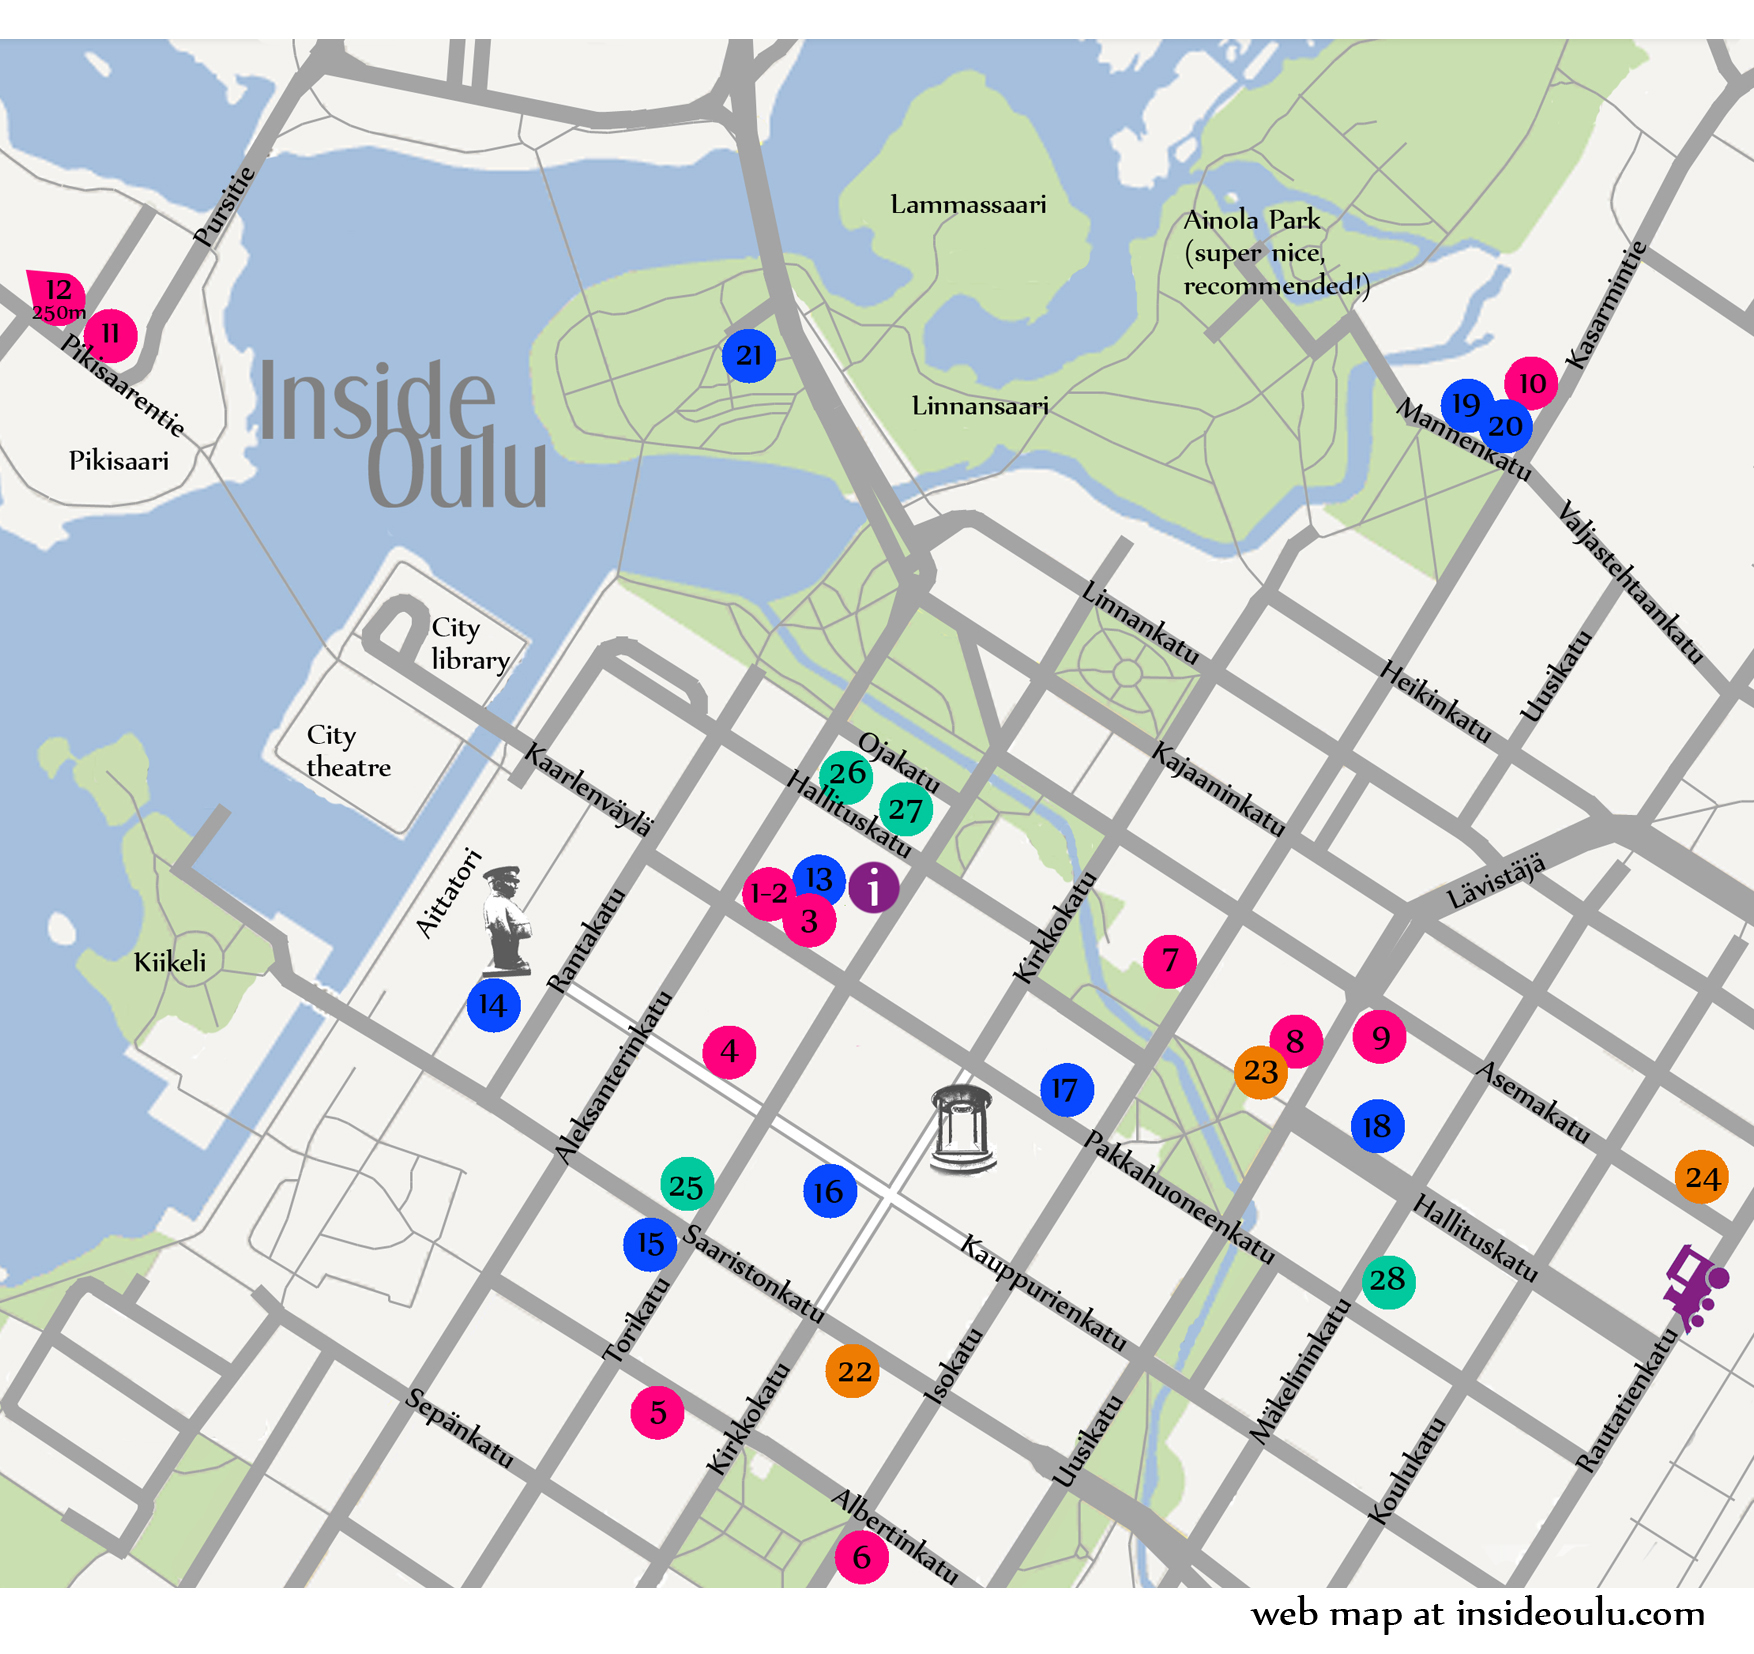 Pursitie
Lammassaari
Ainola Park
(super nice,
recommended!)
Kasarmintie
12
250m
11
Pikisaarentie
Pikisaari
Inside
Oulu
21
Linnansaari
10
19
20
Mannenkatu
Valjastehtaankatu
City
library
City
theatre
Linnankatu
Uusikatu
Heikinkatu
Kaarlenväylä
Ojakatu
26
27
Hallituskatu
Kajaaninkatu
Lävistäjä
Aittatori
1-2
13
3
i
Kirkkokatu
Rantakatu
Kiikeli
14
7
Aleksanterinkatu
4
8
9
23
17
18
Asemakatu
Pakkahuoneenkatu
24
25
16
15
Saaristonkatu
Kauppurienkatu
Hallituskatu
28
Torikatu
22
Isokatu
Mäkelininkatu
Rautatienkatu
5
Sepänkatu
Kirkkokatu
Uusikatu
Koulukatu
Albertinkatu
6
web map at insideoulu.com